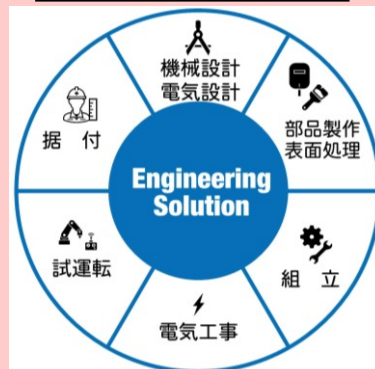 機械設計
電気設計
部品製作
表面処理
組 立
電気工事
試運転
据 付
Engineering
Solution